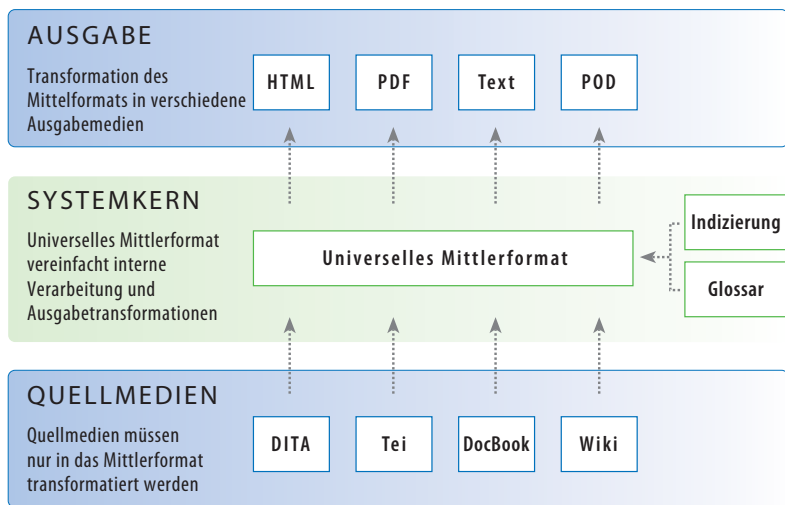 AUSGABE
Transformation des
Mittelformats in verschiedene
Ausgabemedien
HTML
PDF
Text
POD
SYSTEMKERN
Universelles Mittlerformat
vereinfacht interne
Verarbeitung und
Ausgabetransformationen
Universelles Mittlerformat
Indizierung
Glossar
QUELLMEDIEN
Quellmedien müssen
nur in das Mittlerformat
transformatiert werden
DITA
Tei
DocBook
Wiki